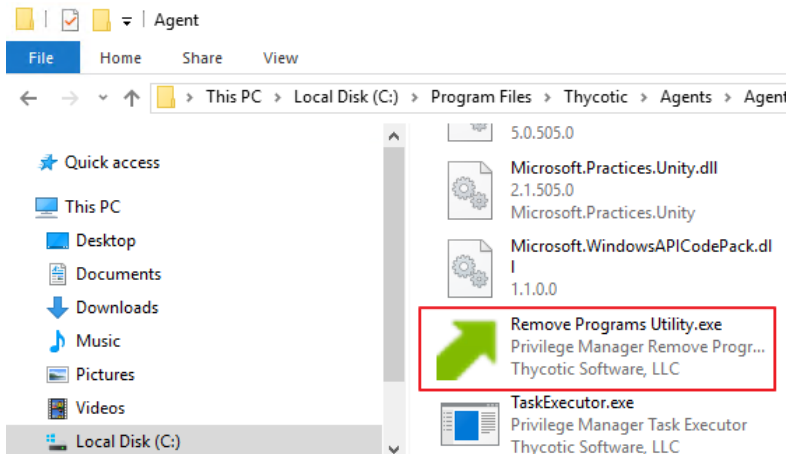 Agent
File Home Share View
This PC > Local Disk (C:) > Program Files > Thycotic > Agents > Agent
5.0.505.0
Quick access
Microsoft.Practices.Unity.dll
2.1.505.0
Microsoft.Practices.Unity
This PC
Desktop
Documents
Downloads
Music
Pictures
Videos
Local Disk (C:)
Microsoft.WindowsAPICodePack.dl
l
1.1.0.0
Remove Programs Utility.exe
Privilege Manager Remove Progr...
Thycotic Software, LLC
TaskExecutor.exe
Privilege Manager Task Executor
Thycotic Software, LLC